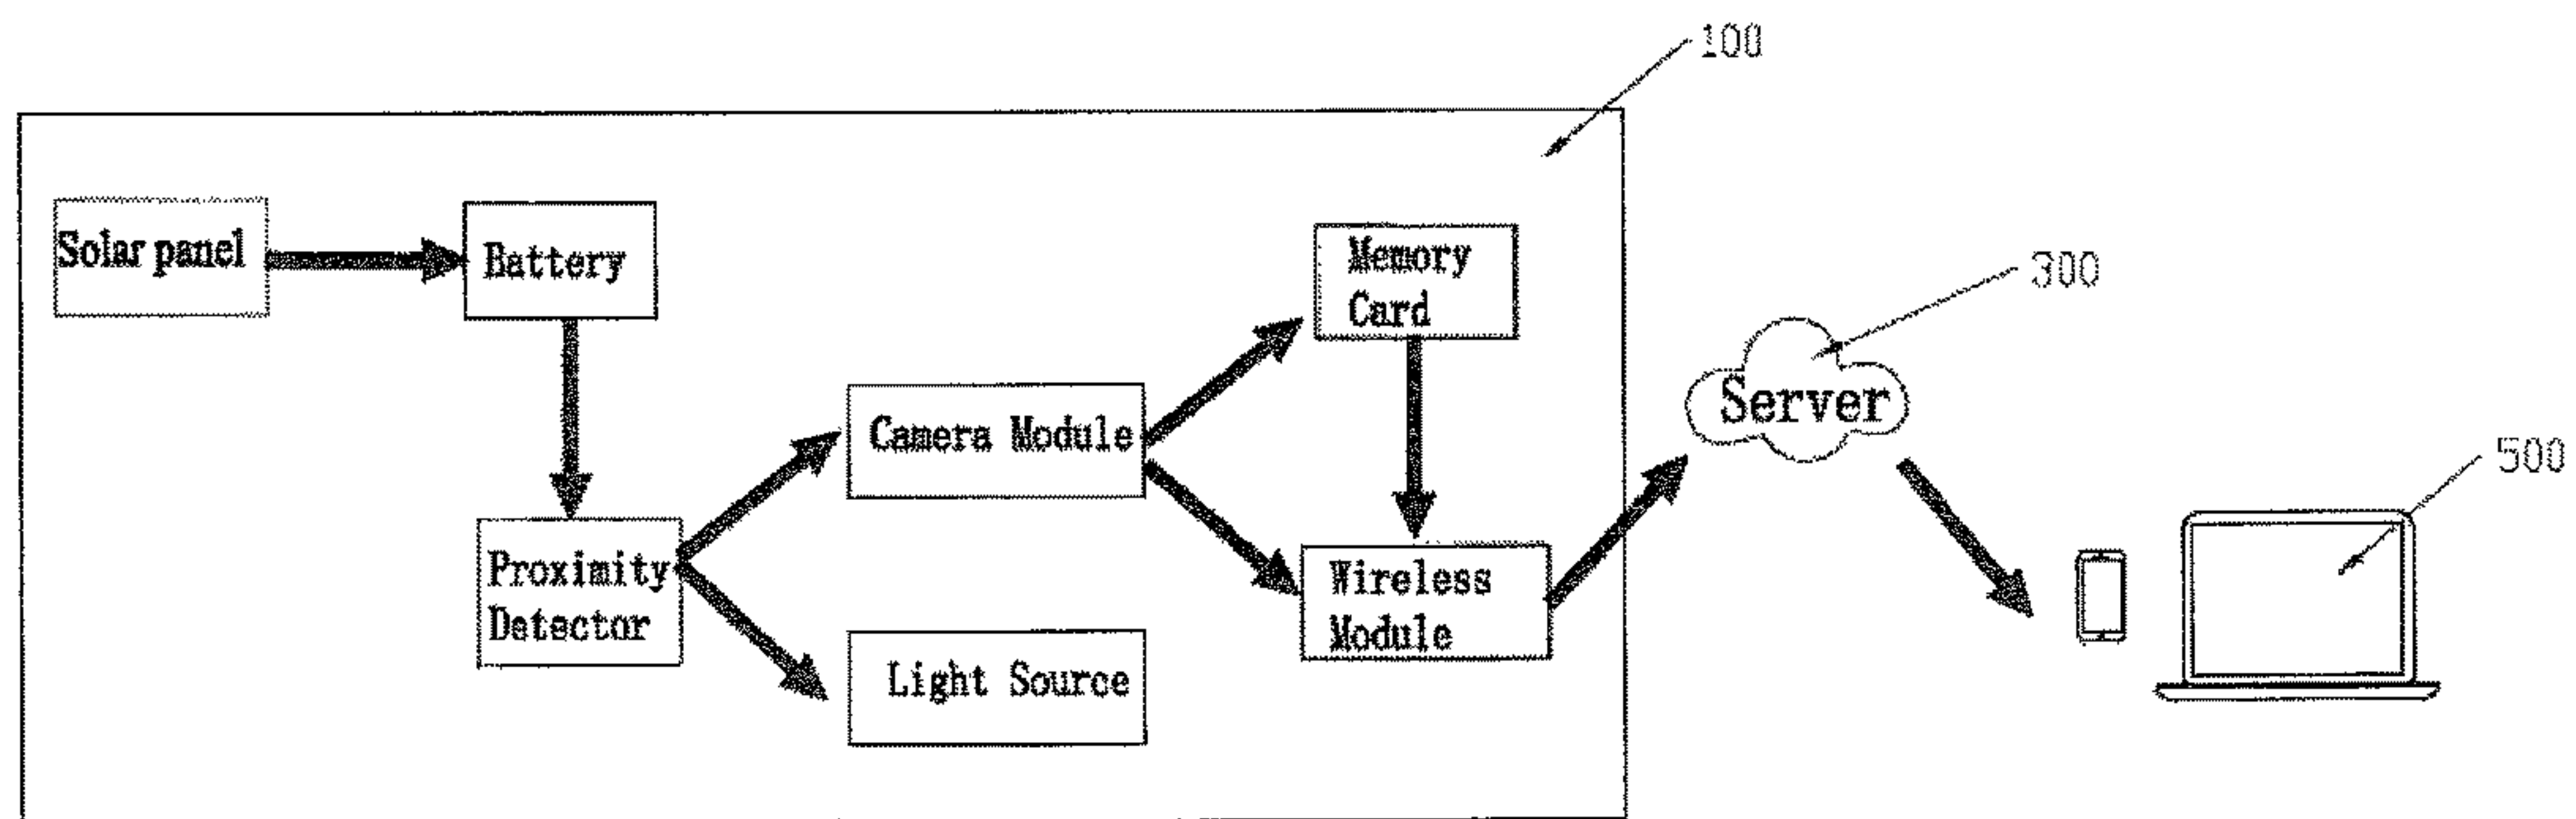 100
Solar panel
Battery
Memory
Card
300
Server
Camera Module
500
Proximity
Detector
Wireless
Module
Light Source